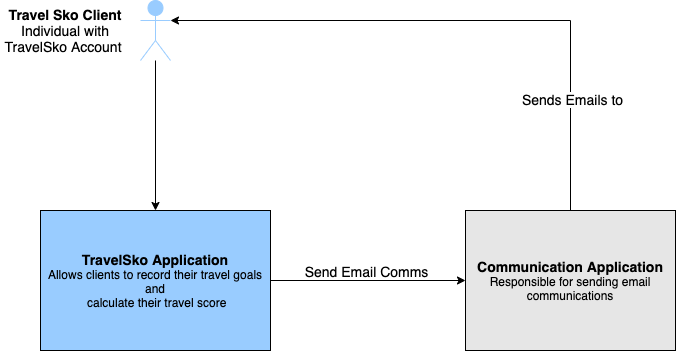 Travel Sko Client
Individual with
TravelSko Account
Sends Emails to
TravelSko Application
Allows clients to record their travel goals
and
calculate their travel score
Send Email Comms
Communication Application
Responsible for sending email
communications